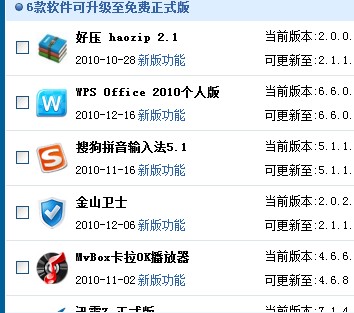 6款软件可升级至免费正式版
好压 haozip 2.1
当前版本:2.0.0.
2010-10-28 新版功能
可更新至:2.1.1.
WPS Office 2010个人版
当前版本:6.6.0.
2010-12-16 新版功能
可更新至:6.6.0.
搜狗拼音输入法5.1
当前版本:5.1.1.
2010-11-16 新版功能
可更新至:5.1.1.
金山卫士
当前版本:2.0.2.
2010-12-06 新版功能
可更新至:2.1.1.
MvBox卡拉OK播放器
当前版本:4.6.6.
2010-11-02 新版功能
可更新至:4.6.8
迅雷7 正式版
当前版本:7.1.4